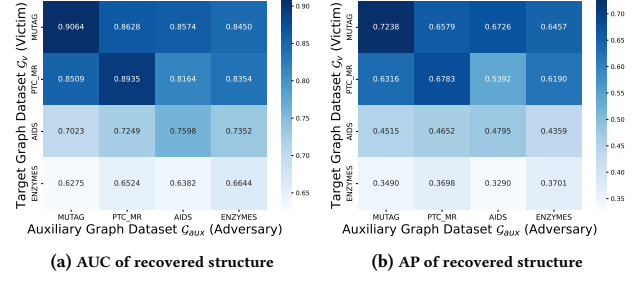 Target Graph Dataset 𝒢v (Victim)
MUTAG
0.9064 0.8628 0.8574 0.8450
PTC_MR
0.8509 0.8935 0.8164 0.8354
AIDS
0.7023 0.7249 0.7598 0.7352
ENZYMES
0.6275 0.6524 0.6382 0.6644
MUTAG PTC_MR AIDS ENZYMES
Auxiliary Graph Dataset 𝒢aux (Adversary)
0.90
0.85
0.80
0.75
0.70
0.65
(a) AUC of recovered structure
Target Graph Dataset 𝒢v (Victim)
MUTAG
0.7238 0.6579 0.6726 0.6457
PTC_MR
0.6316 0.6783 0.5392 0.6190
AIDS
0.4515 0.4652 0.4795 0.4359
ENZYMES
0.3490 0.3698 0.3290 0.3701
MUTAG PTC_MR AIDS ENZYMES
Auxiliary Graph Dataset 𝒢aux (Adversary)
0.70
0.65
0.60
0.55
0.50
0.45
0.40
0.35
(b) AP of recovered structure